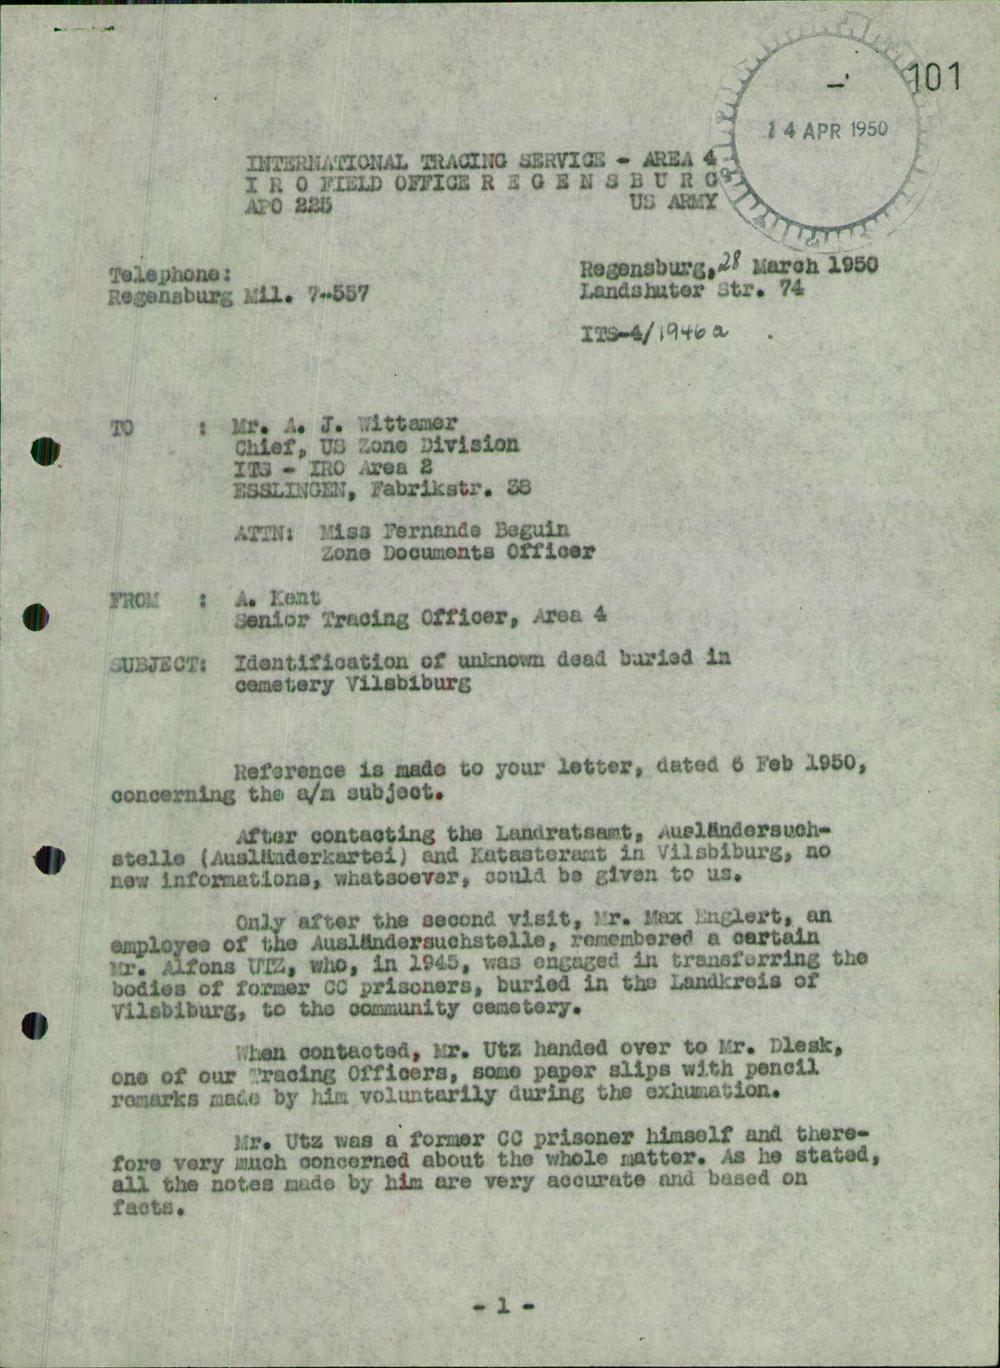 101
14 APR 1950
INTERNATIONAL TRACING SERVICE - AREA 4
I R O FIELD OFFICE R E G E N S B U R G
APO 225 US ARMY
Telephone:
Regensburg Mil. 7-557
Regensburg, 28 March 1950
Landshuter Str. 74
ITS-4/1946a
TO : Mr. A. J. Wittamer
Chief, US Zone Division
ITS - IRO Area 2
ESSLINGEN, Fabrikstr. 38
ATTN: Miss Fernande Beguin
Zone Documents Officer
FROM : A. Kent
Senior Tracing Officer, Area 4
SUBJECT: Identification of unknown dead buried in
cemetery Vilsbiburg
Reference is made to your letter, dated 6 Feb 1950,
concerning the a/m subject.
After contacting the Landratsamt, Ausländersuch-
stelle (Ausländerkartei) and Katasteramt in Vilsbiburg, no
new informations, whatsoever, could be given to us.
Only after the second visit, Mr. Max Englert, an
employee of the Ausländersuchstelle, remembered a certain
Mr. Alfons UTZ, who, in 1945, was engaged in transferring the
bodies of former CC prisoners, buried in the Landkreis of
Vilsbiburg, to the community cemetery.
When contacted, Mr. Utz handed over to Mr. Dlesk,
one of our Tracing Officers, some paper slips with pencil
remarks made by him voluntarily during the exhumation.
Mr. Utz was a former CC prisoner himself and there-
fore very much concerned about the whole matter. As he stated,
all the notes made by him are very accurate and based on
facts.
- 1 -